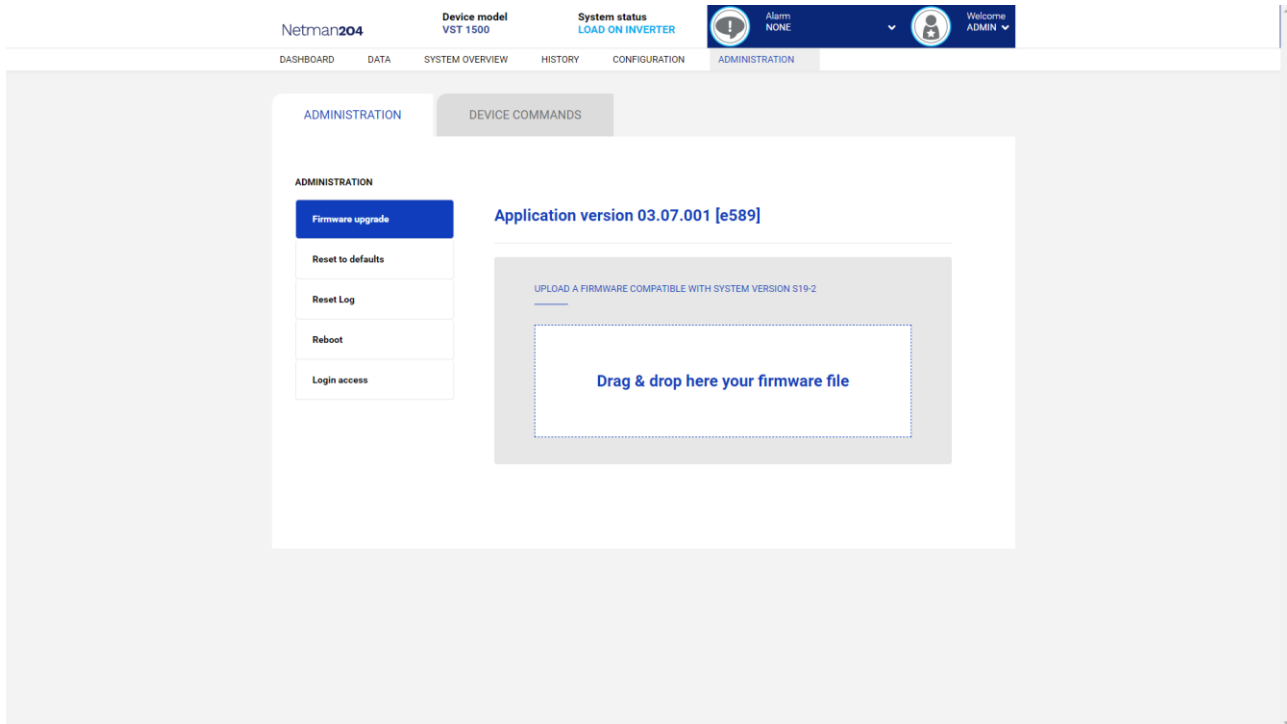 Netman204
Device model
VST 1500
System status
LOAD ON INVERTER
Alarm
NONE
Welcome
ADMIN
DASHBOARD DATA SYSTEM OVERVIEW HISTORY CONFIGURATION ADMINISTRATION
ADMINISTRATION DEVICE COMMANDS
ADMINISTRATION
Firmware upgrade
Reset to defaults
Reset Log
Reboot
Login access
Application version 03.07.001 [e589]
UPLOAD A FIRMWARE COMPATIBLE WITH SYSTEM VERSION S19-2
Drag & drop here your firmware file